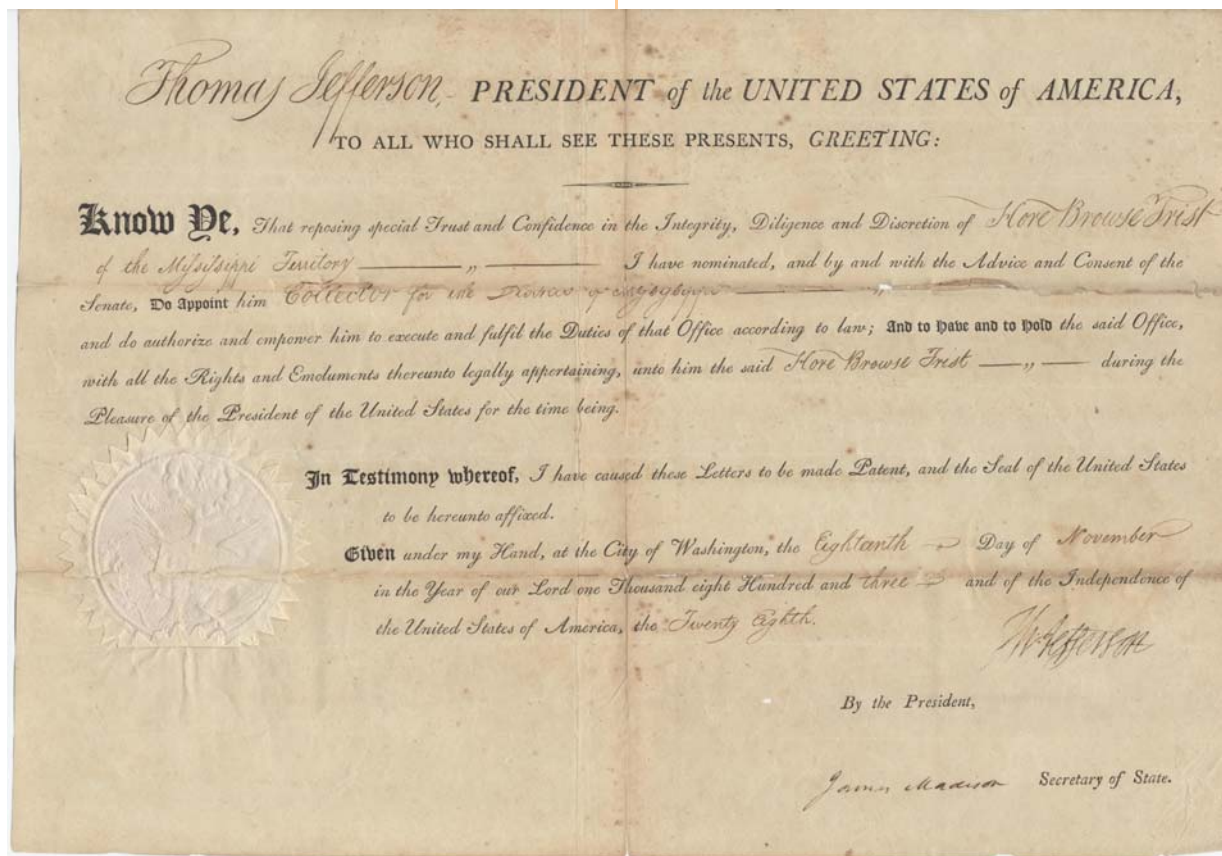 Thomas Jefferson, PRESIDENT of the UNITED STATES of AMERICA,
TO ALL WHO SHALL SEE THESE PRESENTS, GREETING:
Know Ye, That reposing special Trust and Confidence in the Integrity, Diligence and Discretion of Hore Browse Trist
of the Mississippi Territory ——— „ ——— I have nominated, and by and with the Advice and Consent of the
Senate, Do Appoint him Collector for the
and do authorize and empower him to execute and fulfil the Duties of that Office according to law; And to Have and to Hold the said Office,
with all the Rights and Emoluments thereunto legally appertaining, unto him the said Hore Browse Trist — „ — during the
Pleasure of the President of the United States for the time being.
In Testimony whereof, I have caused these Letters to be made Patent, and the Seal of the United States
to be hereunto affixed.
Given under my Hand, at the City of Washington, the Eighteenth Day of November
in the Year of our Lord one Thousand eight Hundred and three and of the Independence of
the United States of America, the Twenty Eighth.
Th: Jefferson
By the President,
James Madison Secretary of State.